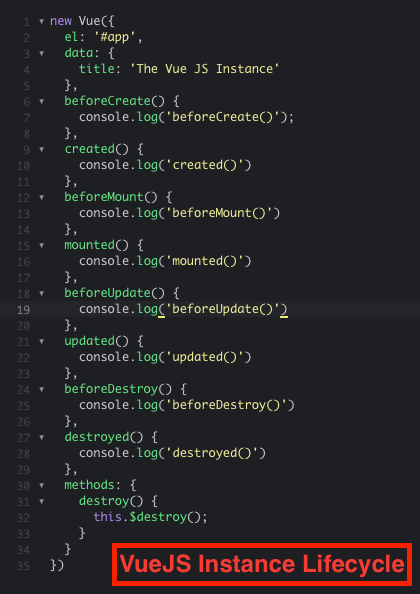 1 ▾ new Vue({
2   el: '#app',
3 ▾   data: {
4     title: 'The Vue JS Instance'
5   },
6 ▾   beforeCreate() {
7     console.log('beforeCreate()');
8   },
9 ▾   created() {
10     console.log('created()')
11   },
12 ▾   beforeMount() {
13     console.log('beforeMount()')
14   },
15 ▾   mounted() {
16     console.log('mounted()')
17   },
18 ▾   beforeUpdate() {
19     console.log('beforeUpdate()')
20   },
21 ▾   updated() {
22     console.log('updated()')
23   },
24 ▾   beforeDestroy() {
25     console.log('beforeDestroy()')
26   },
27 ▾   destroyed() {
28     console.log('destroyed()')
29   },
30 ▾   methods: {
31 ▾     destroy() {
32       this.$destroy();
33     }
34   }
35 })
VueJS Instance Lifecycle